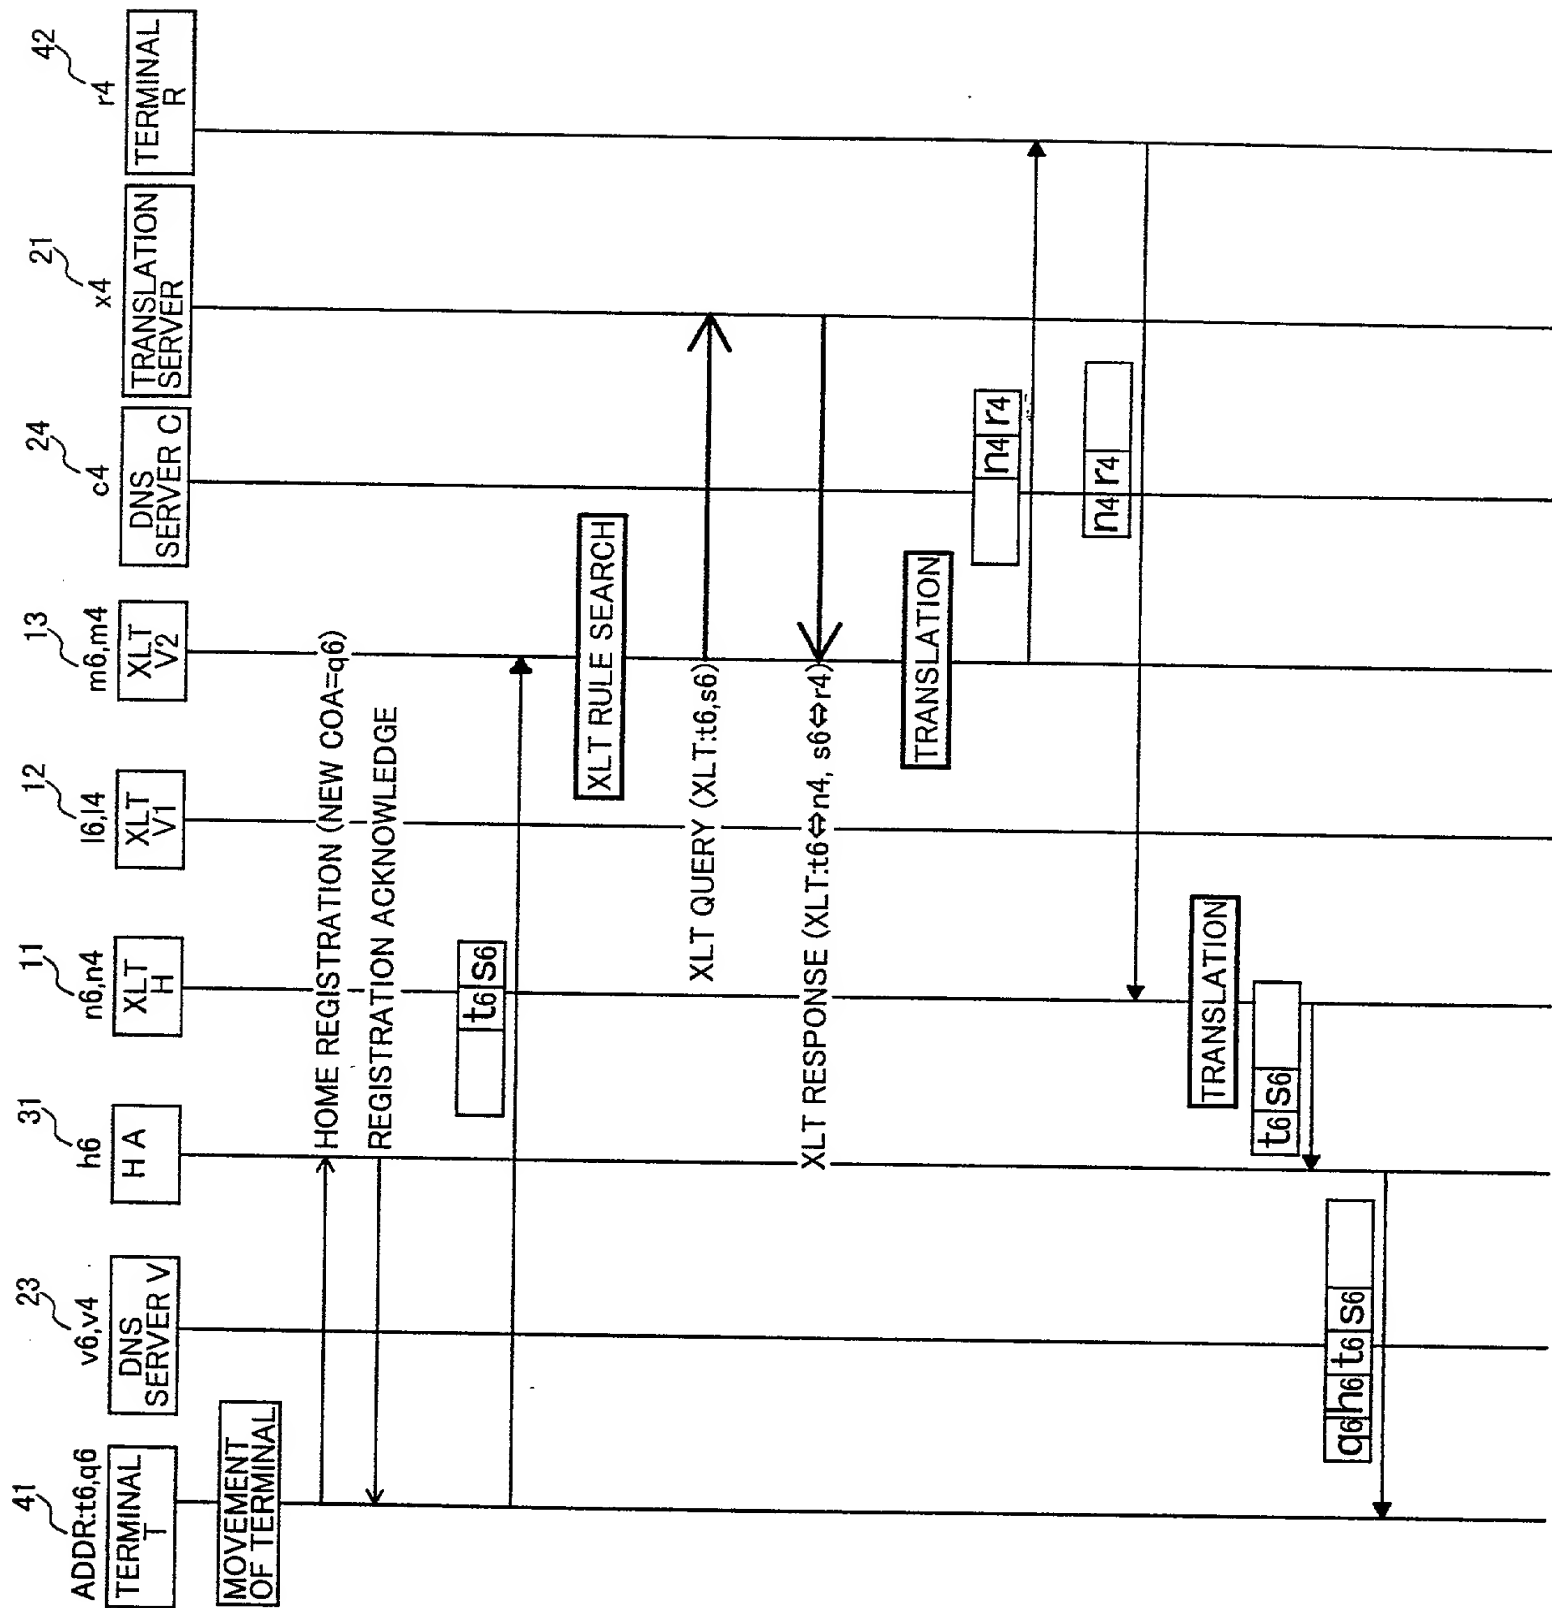 41
ADDR:t6,q6
TERMINAL
T
23
v6,v4
DNS
SERVER V
31
h6
HA
11
n6,n4
XLT
H
12
l6,l4
XLT
V1
13
m6,m4
XLT
V2
24
c4
DNS
SERVER C
21
x4
TRANSLATION
SERVER
42
r4
TERMINAL
R
MOVEMENT
OF TERMINAL
HOME REGISTRATION (NEW COA=q6)
REGISTRATION ACKNOWLEDGE
t6 s6
XLT RULE SEARCH
XLT QUERY (XLT:t6,s6)
XLT RESPONSE (XLT:t6⇔n4, s6⇔r4)
TRANSLATION
n4 r4
n4 r4
TRANSLATION
t6 s6
q6 h6 t6 s6